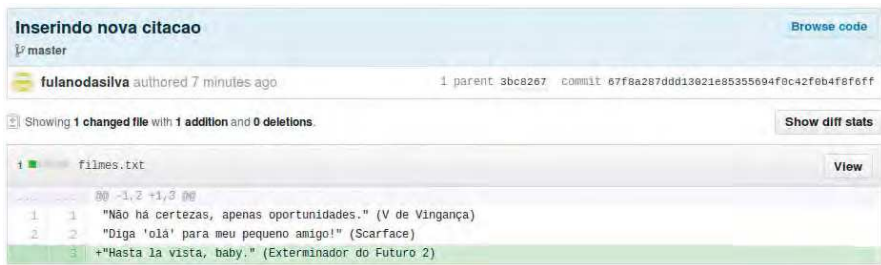 Inserindo nova citacao
Browse code
master
fulanodasilva authored 7 minutes ago
1 parent 3bc8267 commit 67f8a287ddd13021e85355694f0c42f0b4f8f6ff
Showing 1 changed file with 1 addition and 0 deletions.
Show diff stats
1 filmes.txt
View
... ... @@ -1,2 +1,3 @@
1 1 "Não há certezas, apenas oportunidades." (V de Vingança)
2 2 "Diga 'olá' para meu pequeno amigo!" (Scarface)
3 +"Hasta la vista, baby." (Exterminador do Futuro 2)